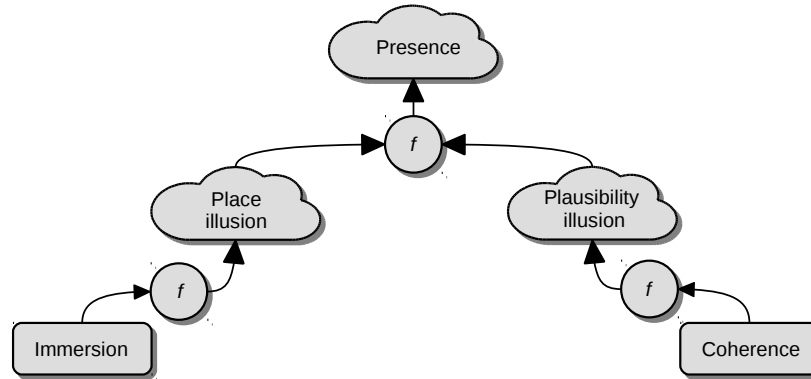 Presence
f
Place
illusion
Plausibility
illusion
f
f
Immersion
Coherence